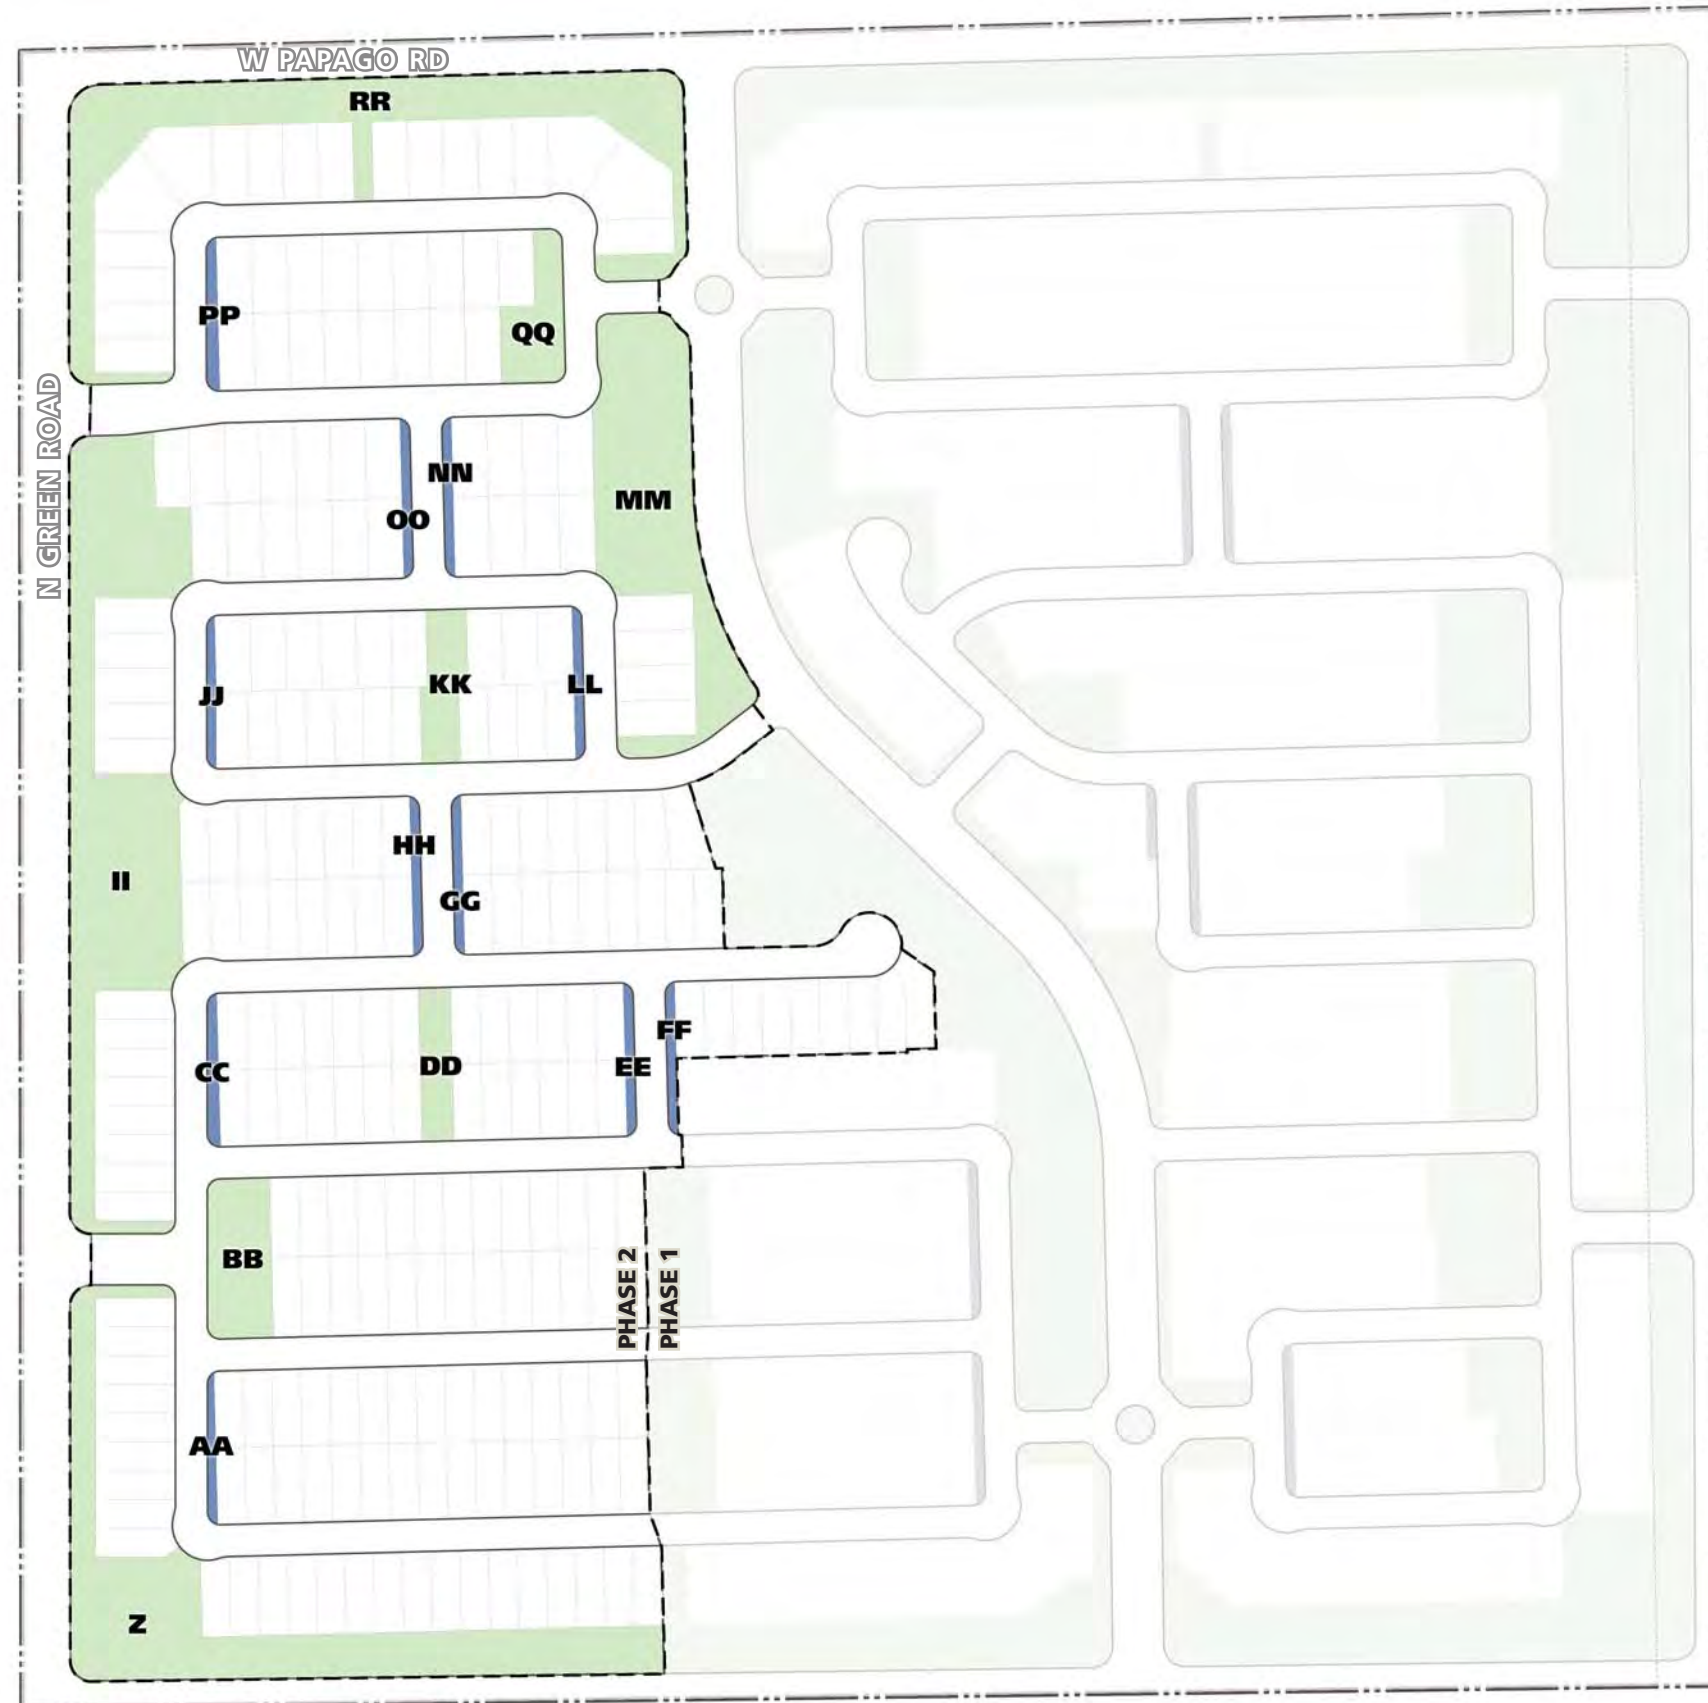 W PAPAGO RD
RR
PP
QQ
N GREEN ROAD
NN
MM
OO
JJ
KK
LL
HH
II
GG
FF
CC
DD
EE
BB
PHASE 2
PHASE 1
AA
Z